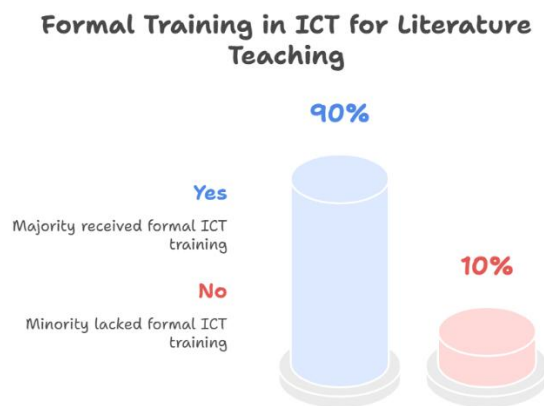 Formal Training in ICT for Literature
Teaching
90%
Yes
Majority received formal ICT
training
10%
No
Minority lacked formal ICT
training